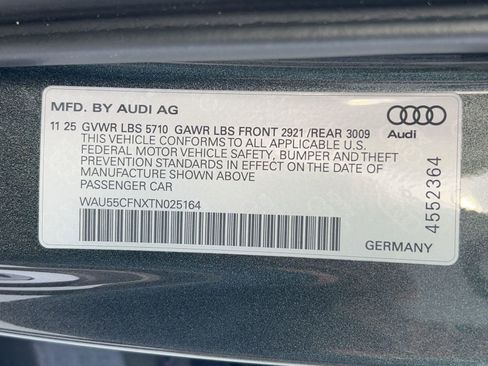 MFD. BY AUDI AG
11 25 GVWR LBS 5710 GAWR LBS FRONT 2921 /REAR 3009
THIS VEHICLE CONFORMS TO ALL APPLICABLE U.S.
FEDERAL MOTOR VEHICLE SAFETY, BUMPER AND THEFT
PREVENTION STANDARDS IN EFFECT ON THE DATE OF
MANUFACTURE SHOWN ABOVE
PASSENGER CAR
WAU55CFNXTN025164
Audi
4552364
GERMANY